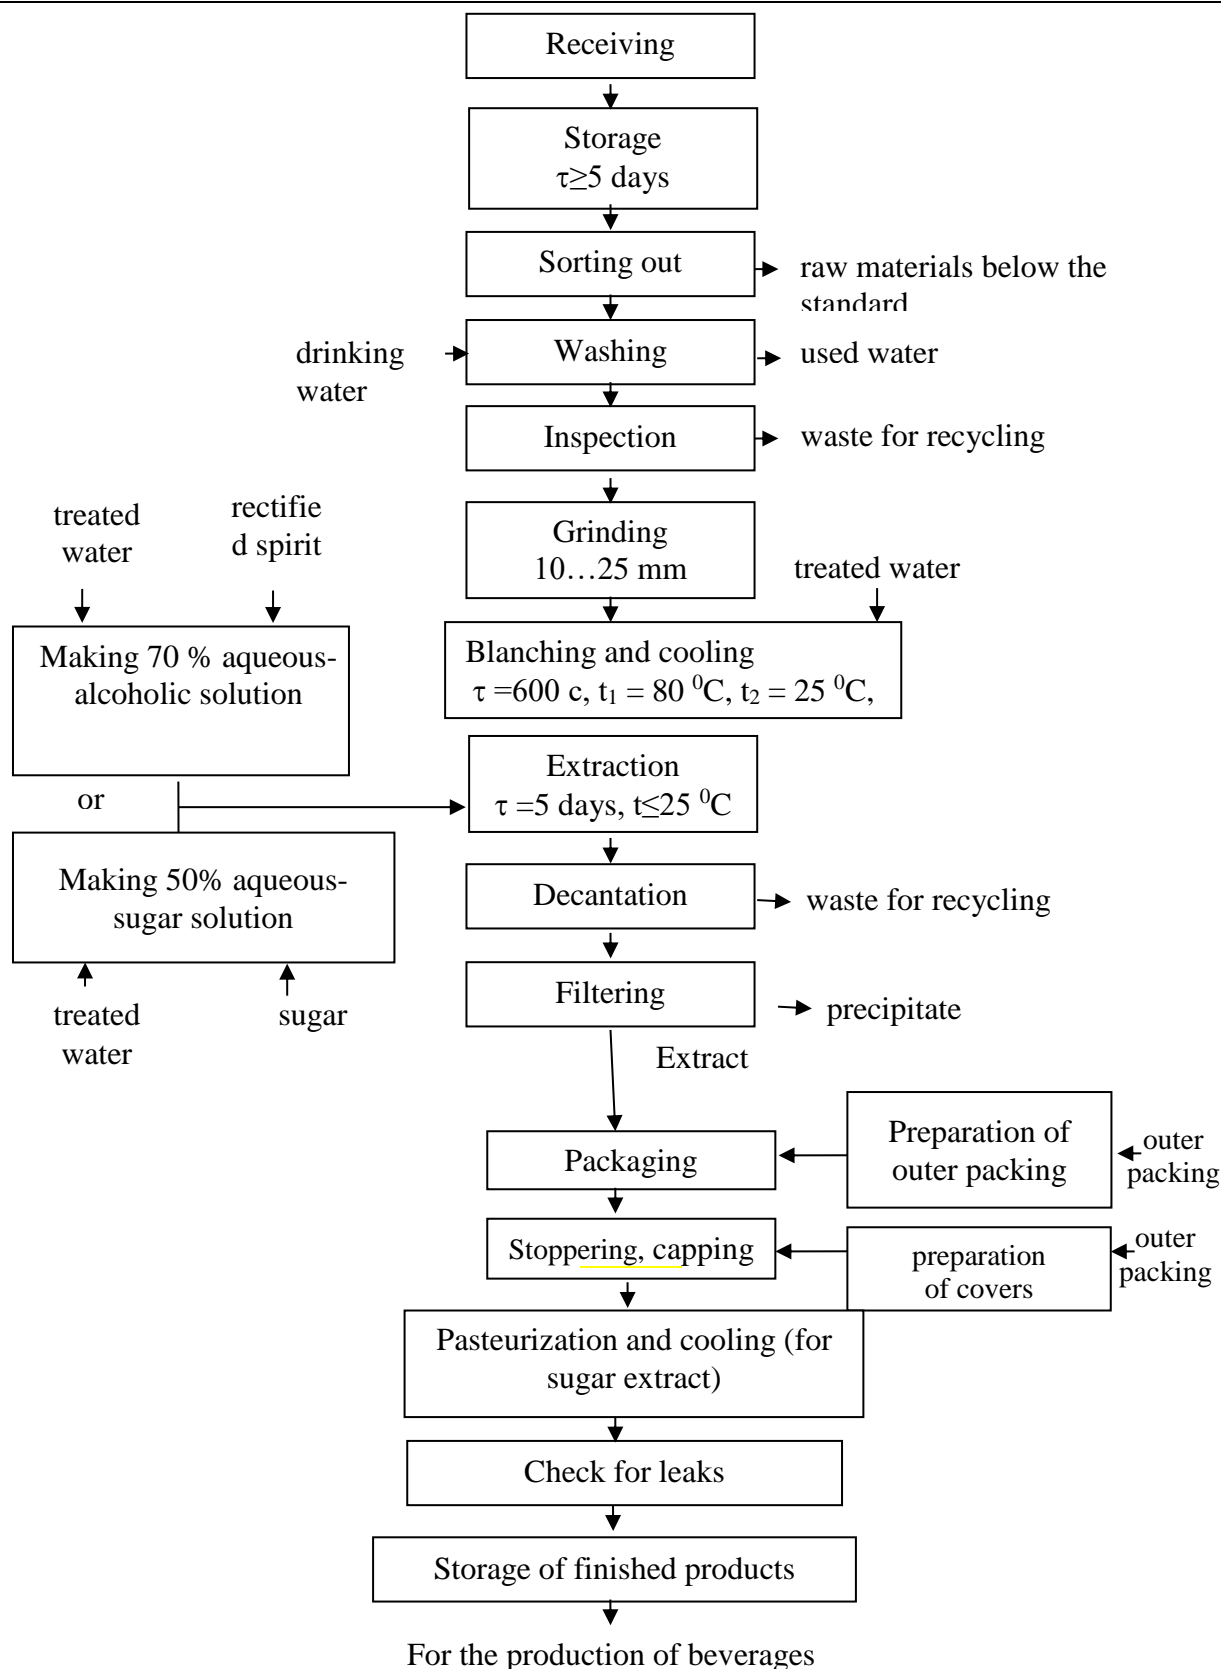 Receiving
Storage
τ≥5 days
Sorting out
raw materials below the
standard
drinking
water
Washing
used water
Inspection
waste for recycling
treated
water
rectifie
d spirit
Grinding
10…25 mm
treated water
Making 70 % aqueous-
alcoholic solution
Blanching and cooling
τ =600 c, t₁ = 80 ⁰C, t₂ = 25 ⁰C,
Extraction
τ =5 days, t≤25 ⁰C
or
Making 50% aqueous-
sugar solution
Decantation
waste for recycling
Filtering
precipitate
treated
water
sugar
Extract
Packaging
Preparation of
outer packing
outer
packing
Stoppering, capping
preparation
of covers
outer
packing
Pasteurization and cooling (for
sugar extract)
Check for leaks
Storage of finished products
For the production of beverages